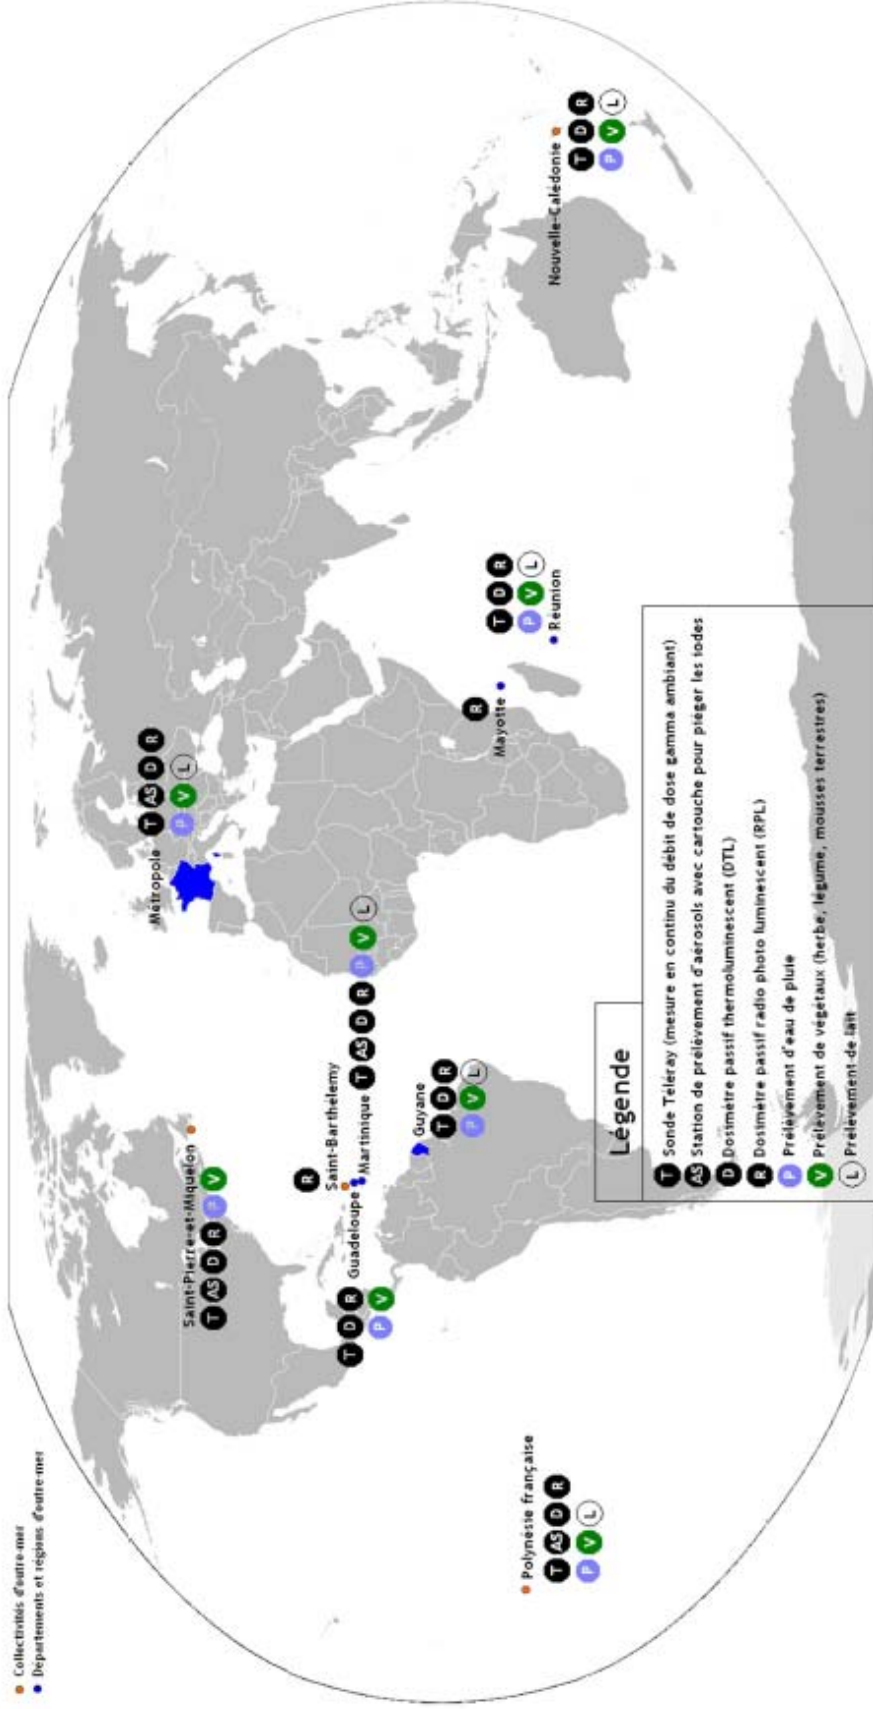 Collectivités d'outre-mer
Départements et régions d'outre-mer
Métropole
T AS D R
P V L
Saint-Pierre-et-Miquelon
T AS D R P V
R
Saint-Barthélemy
Guadeloupe
T D R
P V
Martinique
T AS D R P V L
Guyane
T D R
P V L
Mayotte
R
T D R
P V L
Réunion
Polynésie française
T AS D R
P V L
Nouvelle-Calédonie
T D R
P V L
Légende
T Sonde Téléray (mesure en continu du débit de dose gamma ambiant)
AS Station de prélèvement d'aérosols avec cartouche pour piéger les iodes
D Dosimètre passif thermoluminescent (DTL)
R Dosimètre passif radio photo luminescent (RPL)
P Prélèvement d'eau de pluie
V Prélèvement de végétaux (herbe, légume, mousses terrestres)
L Prélèvement de lait